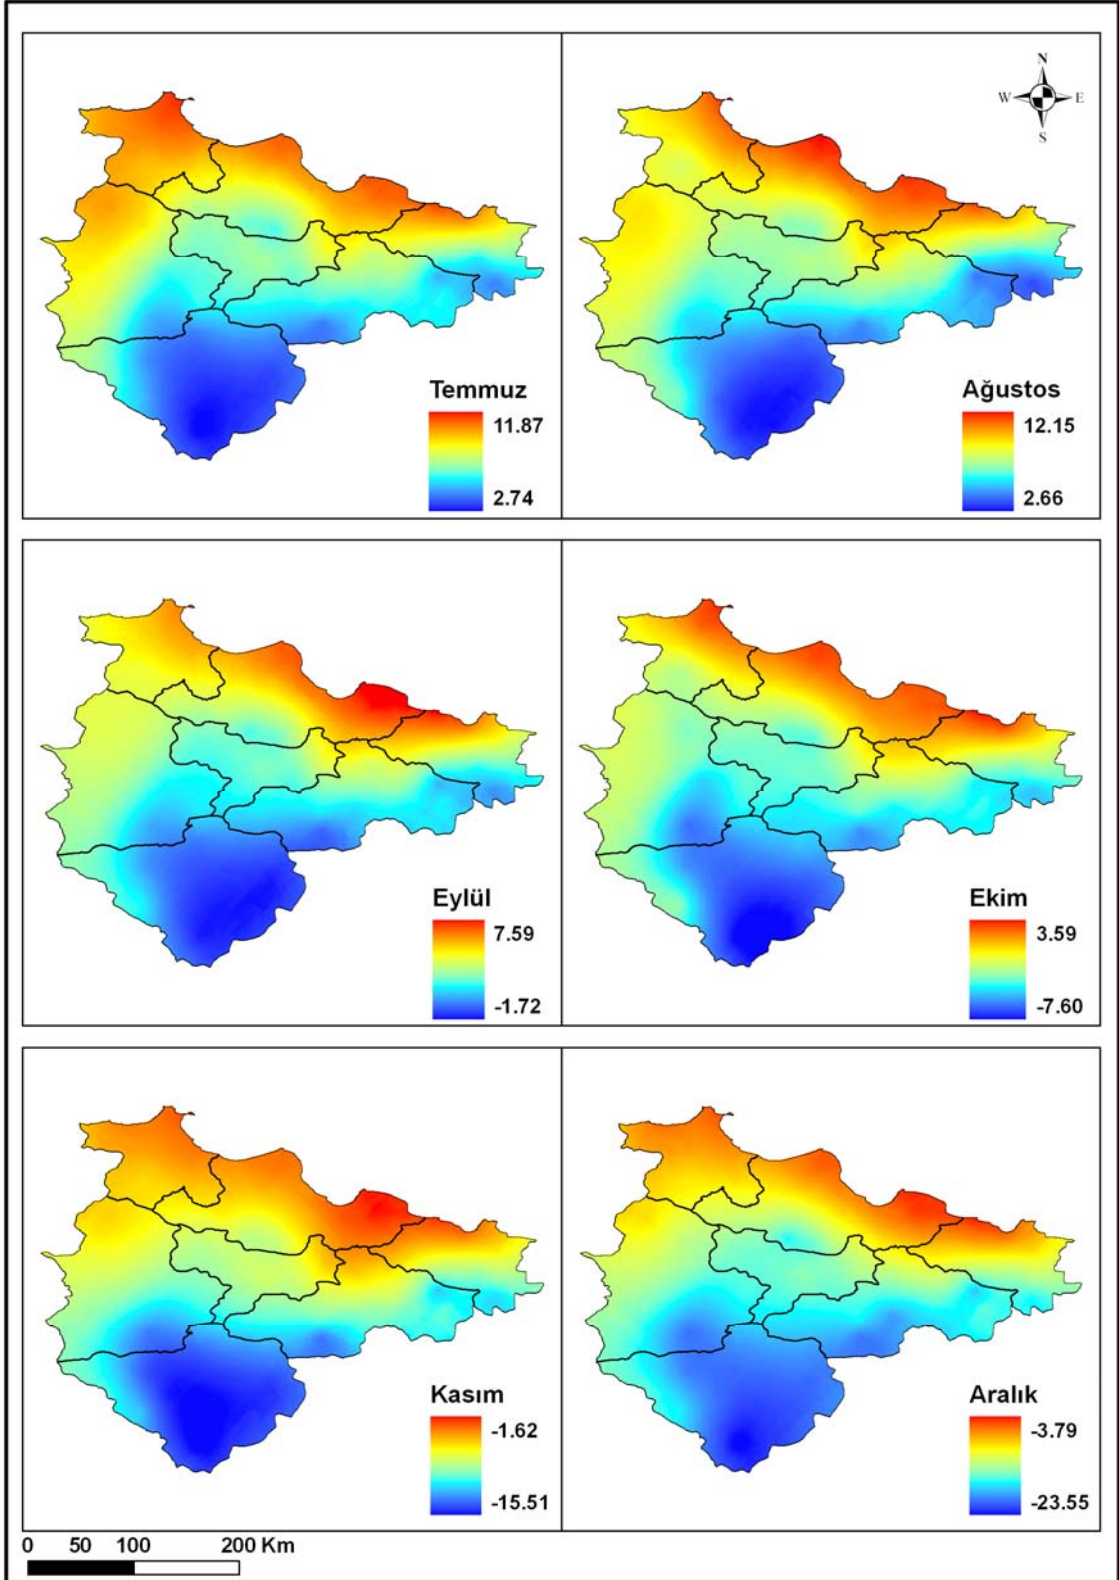 N
W E
S
Temmuz
11.87
2.74
Ağustos
12.15
2.66
Eylül
7.59
-1.72
Ekim
3.59
-7.60
Kasım
-1.62
-15.51
Aralık
-3.79
-23.55
0 50 100 200 Km